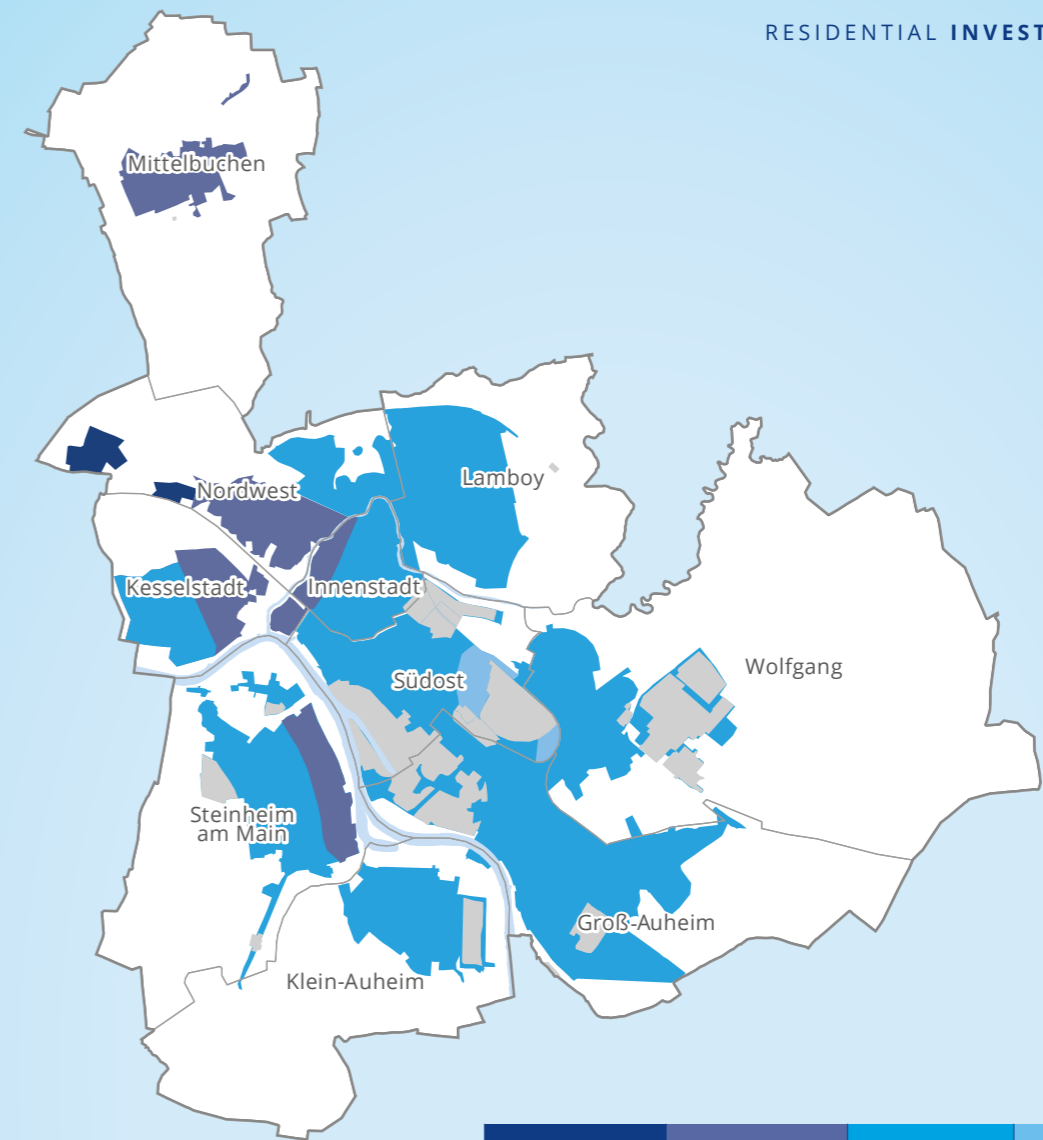 RESIDENTIAL INVEST
Mittelbuchen
Lamboy
Nordwest
Kesselstadt
Innenstadt
Wolfgang
Südost
Steinheim
am Main
Groß-Auheim
Klein-Auheim